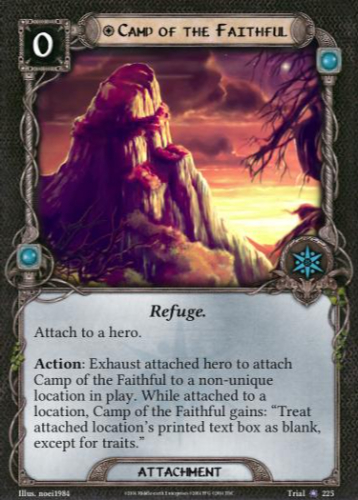 0
Camp of the Faithful
Refuge.
Attach to a hero.
Action: Exhaust attached hero to attach
Camp of the Faithful to a non-unique
location in play. While attached to a
location, Camp of the Faithful gains: “Treat
attached location’s printed text box as blank,
except for traits.”
Attachment
Illus. noei1984
Trial 225